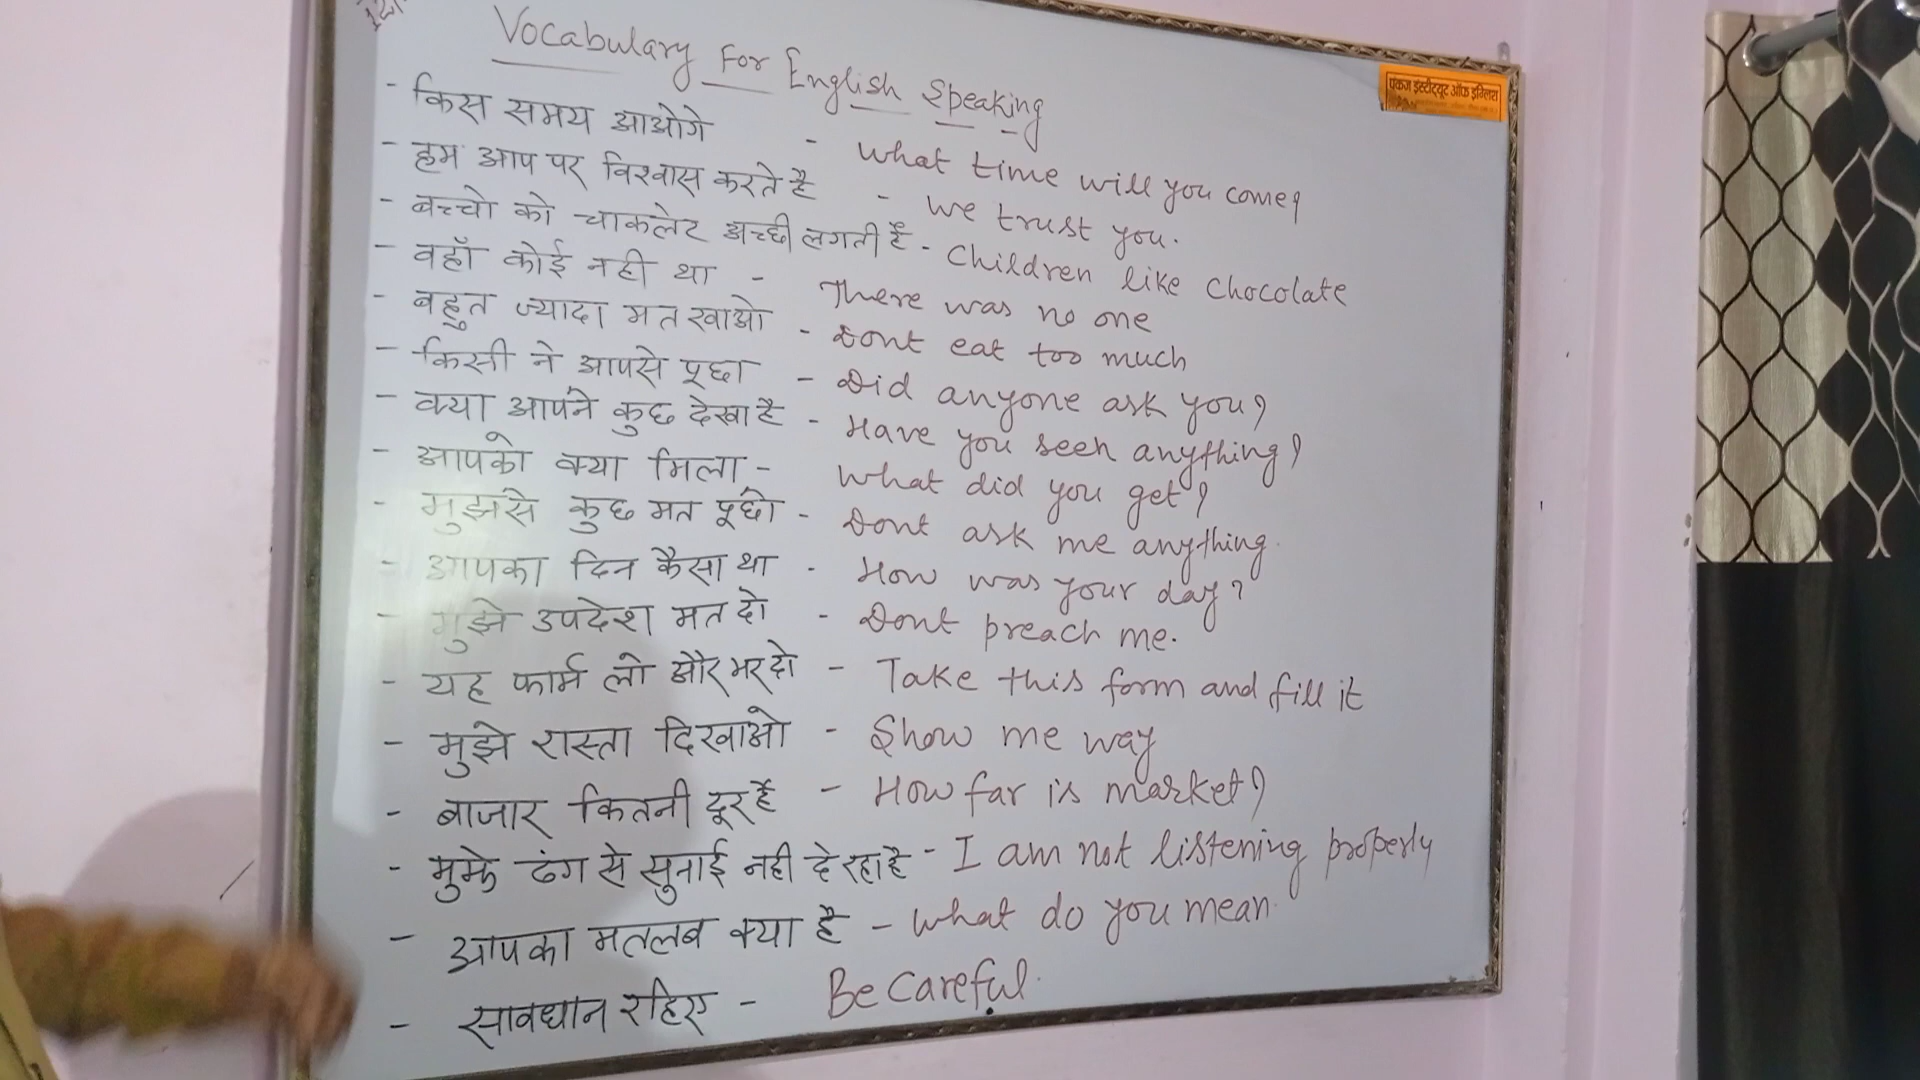 Vocabulary For English Speaking
पंकज इंस्टीट्यूट ऑफ इंग्लिश
- किस समय आओगे - What time will you come?
- हम आप पर विश्वास करते है - We trust you.
- बच्चो को चाकलेट अच्छी लगती है - Children like chocolate
- वहाँ कोई नही था - There was no one
- बहुत ज्यादा मत खाओ - Dont eat too much
- किसी ने आपसे पूछा - Did anyone ask you?
- क्या आपने कुछ देखा है - Have you seen anything?
- आपको क्या मिला - What did you get?
- मुझसे कुछ मत पूछो - Dont ask me anything.
- आपका दिन कैसा था - How was your day?
- मुझे उपदेश मत दो - Dont preach me.
- यह फार्म लो और भर दो - Take this form and fill it
- मुझे रास्ता दिखाओ - Show me way
- बाजार कितनी दूर है - How far is market?
- मुझे ढंग से सुनाई नही दे रहा है - I am not listening properly
- आपका मतलब क्या है - What do you mean.
- सावधान रहिए - Be Careful.